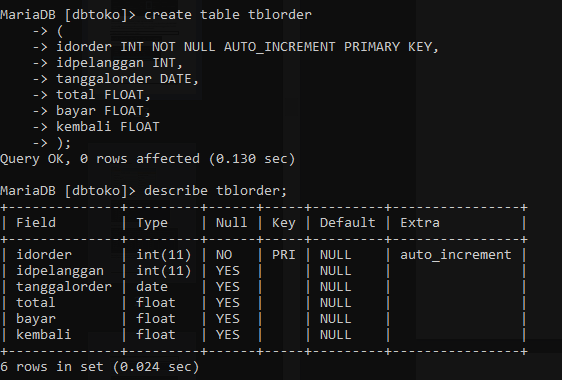 MariaDB [dbtoko]> create table tblorder
    -> (
    -> idorder INT NOT NULL AUTO_INCREMENT PRIMARY KEY,
    -> idpelanggan INT,
    -> tanggalorder DATE,
    -> total FLOAT,
    -> bayar FLOAT,
    -> kembali FLOAT
    -> );
Query OK, 0 rows affected (0.130 sec)

MariaDB [dbtoko]> describe tblorder;
+--------------+---------+------+-----+---------+----------------+
| Field        | Type    | Null | Key | Default | Extra          |
+--------------+---------+------+-----+---------+----------------+
| idorder      | int(11) | NO   | PRI | NULL    | auto_increment |
| idpelanggan  | int(11) | YES  |     | NULL    |                |
| tanggalorder | date    | YES  |     | NULL    |                |
| total        | float   | YES  |     | NULL    |                |
| bayar        | float   | YES  |     | NULL    |                |
| kembali      | float   | YES  |     | NULL    |                |
+--------------+---------+------+-----+---------+----------------+
6 rows in set (0.024 sec)